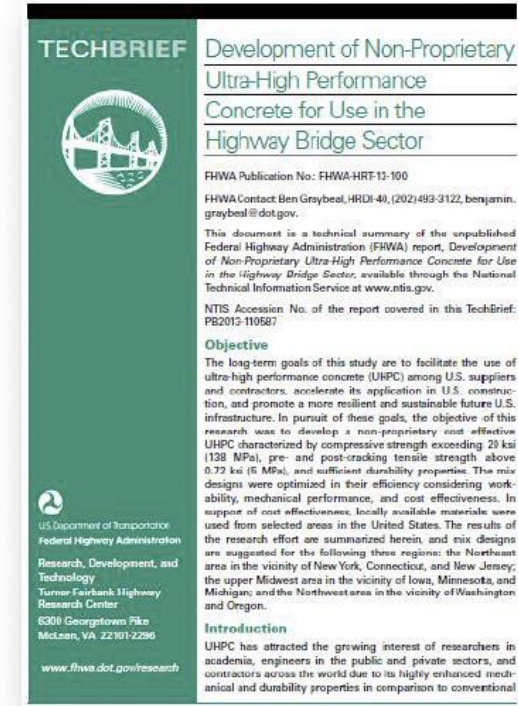 TECHBRIEF
Development of Non-Proprietary
Ultra-High Performance
Concrete for Use in the
Highway Bridge Sector
FHWA Publication No.: FHWA-HRT-13-100
FHWA Contact: Ben Graybeal, HRDI-40, (202) 493-3122, benjamin.
graybeal@dot.gov.
This document is a technical summary of the unpublished
Federal Highway Administration (FHWA) report, Development
of Non-Proprietary Ultra-High Performance Concrete for Use
in the Highway Bridge Sector, available through the National
Technical Information Service at www.ntis.gov.
NTIS Accession No. of the report covered in this TechBrief:
PB2013-110587
Objective
The long-term goals of this study are to facilitate the use of
ultra-high performance concrete (UHPC) among U.S. suppliers
and contractors, accelerate its application in U.S. construc-
tion, and promote a more resilient and sustainable future U.S.
infrastructure. In pursuit of these goals, the objective of this
research was to develop a non-proprietary cost effective
UHPC characterized by compressive strength exceeding 20 ksi
(138 MPa), pre- and post-cracking tensile strength above
0.72 ksi (5 MPa), and sufficient durability properties. The mix
designs were optimized in their efficiency considering work-
ability, mechanical performance, and cost effectiveness. In
support of cost effectiveness, locally available materials were
used from selected areas in the United States. The results of
the research effort are summarized herein, and mix designs
are suggested for the following three regions: the Northeast
area in the vicinity of New York, Connecticut, and New Jersey;
the upper Midwest area in the vicinity of Iowa, Minnesota, and
Michigan; and the Northwest area in the vicinity of Washington
and Oregon.
Introduction
UHPC has attracted the growing interest of researchers in
academia, engineers in the public and private sectors, and
contractors across the world due to its highly enhanced mech-
anical and durability properties in comparison to conventional
U.S. Department of Transportation
Federal Highway Administration
Research, Development, and
Technology
Turner-Fairbank Highway
Research Center
6300 Georgetown Pike
McLean, VA 22101-2296
www.fhwa.dot.gov/research